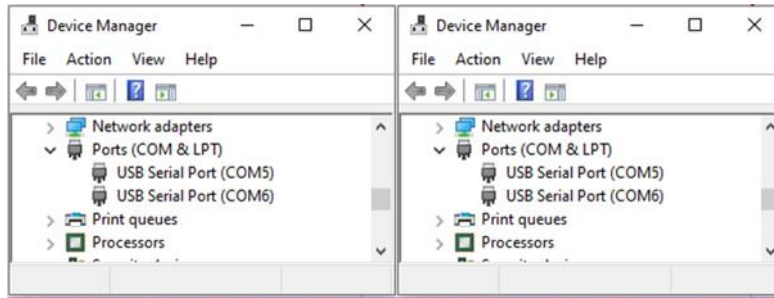 Device Manager
File Action View Help
Network adapters
Ports (COM & LPT)
USB Serial Port (COM5)
USB Serial Port (COM6)
Print queues
Processors
Device Manager
File Action View Help
Network adapters
Ports (COM & LPT)
USB Serial Port (COM5)
USB Serial Port (COM6)
Print queues
Processors